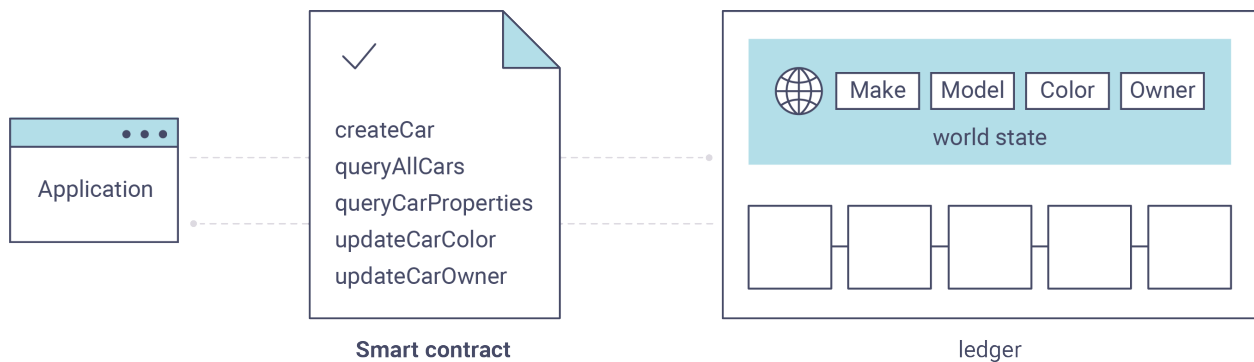 Application
createCar
queryAllCars
queryCarProperties
updateCarColor
updateCarOwner
Smart contract
Make
Model
Color
Owner
world state
ledger